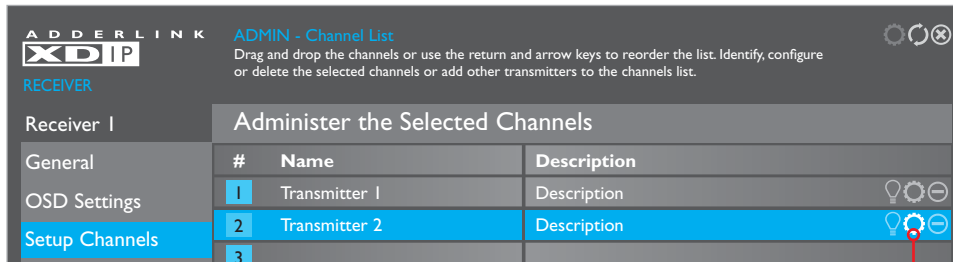 ADDERLINK
XDIP
RECEIVER
ADMIN - Channel List
Drag and drop the channels or use the return and arrow keys to reorder the list. Identify, configure
or delete the selected channels or add other transmitters to the channels list.
Receiver 1
General
OSD Settings
Setup Channels
Administer the Selected Channels
# Name Description
1 Transmitter 1 Description
2 Transmitter 2 Description
3